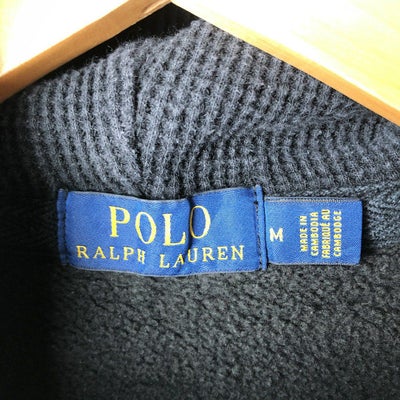 POLO
RALPH LAUREN
M
MADE IN
CAMBODIA
FABRIQUÉ AU
CAMBODGE